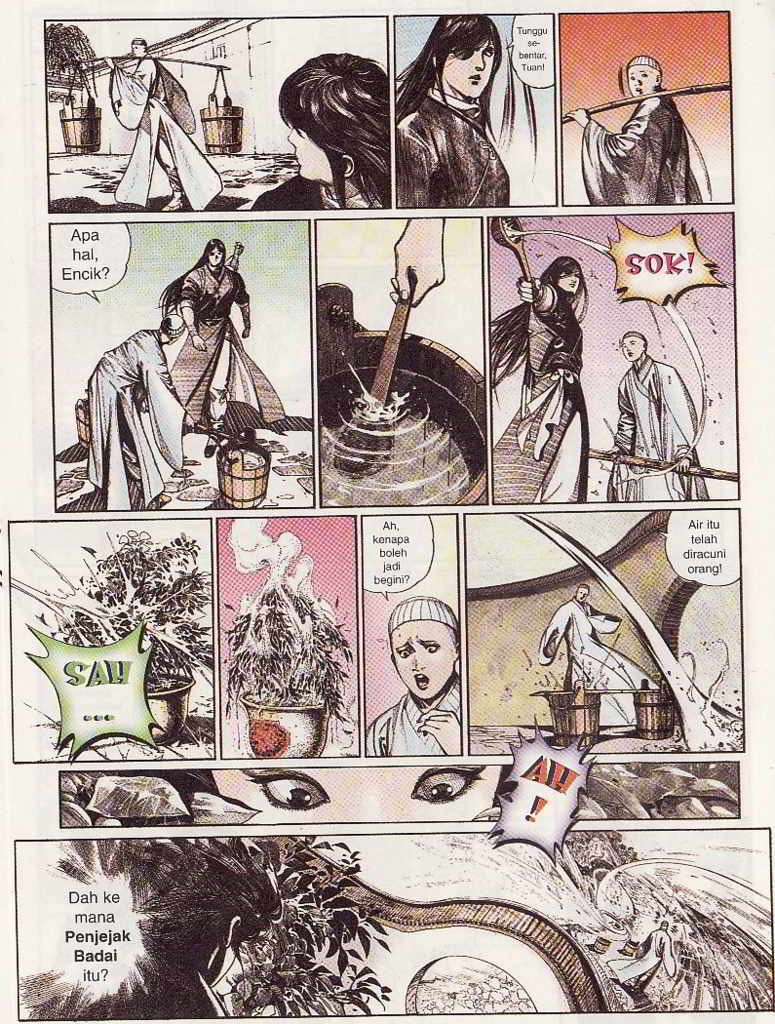 Tunggu
se-
bentar,
Tuan!
Apa
hal,
Encik?
SOK!
SAH
...
Ah,
kenapa
boleh
jadi
begini?
Air itu
telah
diracuni
orang!
AH
!
Dah ke
mana
Penjejak
Badai
itu?